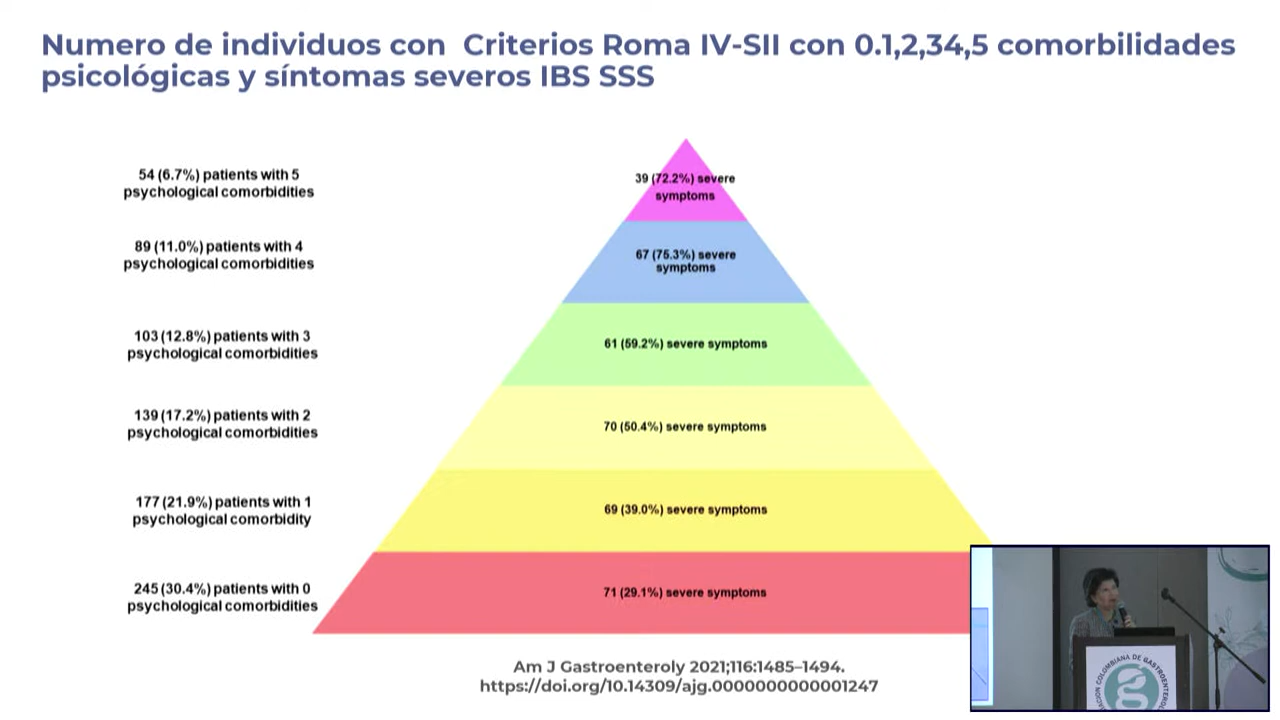 Numero de individuos con Criterios Roma IV-SII con 0.1,2,34,5 comorbilidades
psicológicas y síntomas severos IBS SSS
54 (6.7%) patients with 5
psychological comorbidities
39 (72.2%) severe
symptoms
89 (11.0%) patients with 4
psychological comorbidities
67 (75.3%) severe
symptoms
103 (12.8%) patients with 3
psychological comorbidities
61 (59.2%) severe symptoms
139 (17.2%) patients with 2
psychological comorbidities
70 (50.4%) severe symptoms
177 (21.9%) patients with 1
psychological comorbidity
69 (39.0%) severe symptoms
245 (30.4%) patients with 0
psychological comorbidities
71 (29.1%) severe symptoms
Am J Gastroenteroly 2021;116:1485–1494.
https://doi.org/10.14309/ajg.0000000000001247
COLOMBIANA DE